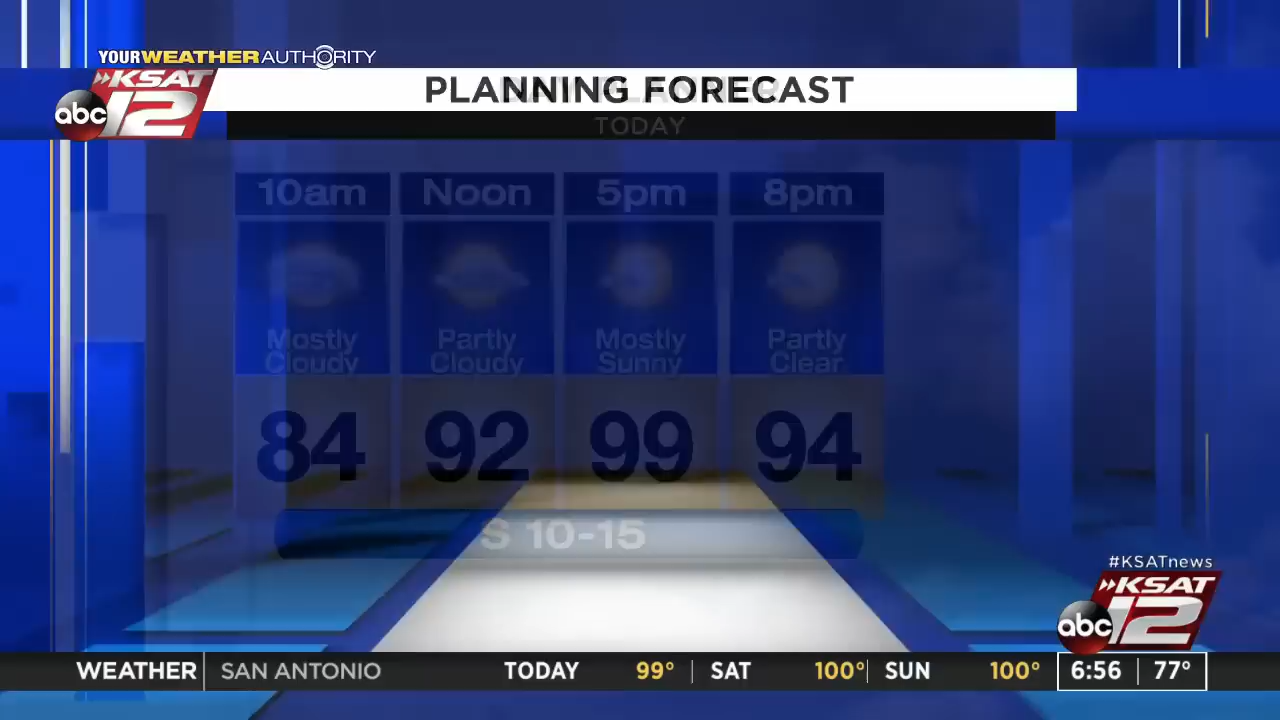 YOURWEATHERAUTHORITY
KSAT
abc 12
PLANNING FORECAST
TODAY
10am Noon 5pm 8pm
Mostly Cloudy Partly Cloudy Mostly Sunny Partly Clear
84 92 99 94
S 10-15
#KSATnews
KSAT
abc 12
WEATHER SAN ANTONIO TODAY 99° SAT 100° SUN 100° 6:56 77°